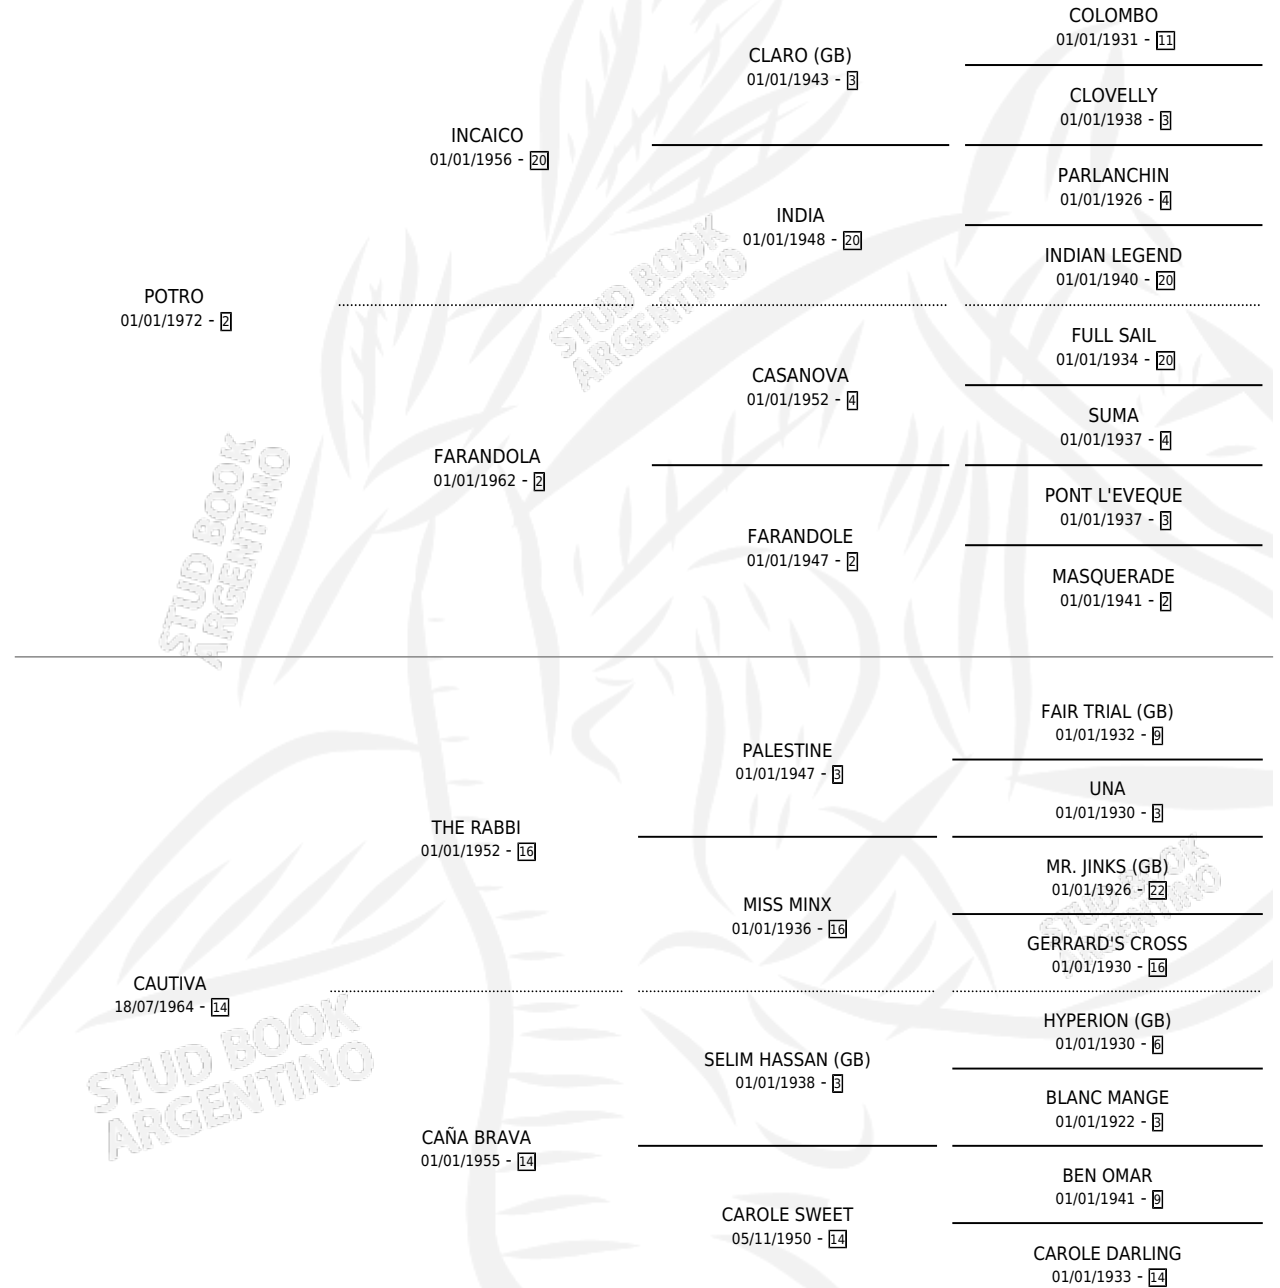 COLOMBO
01/01/1931 - 11
CLARO (GB)
01/01/1943 - 3
CLOVELLY
01/01/1938 - 3
INCAICO
01/01/1956 - 20
PARLANCHIN
01/01/1926 - 4
INDIA
01/01/1948 - 20
INDIAN LEGEND
01/01/1940 - 20
POTRO
01/01/1972 - 2
FULL SAIL
01/01/1934 - 20
CASANOVA
01/01/1952 - 4
SUMA
01/01/1937 - 4
FARANDOLA
01/01/1962 - 2
PONT L'EVEQUE
01/01/1937 - 3
FARANDOLE
01/01/1947 - 2
MASQUERADE
01/01/1941 - 2
STUD BOOK
ARGENTINO
STUD BOOK
ARGENTINO
FAIR TRIAL (GB)
01/01/1932 - 9
PALESTINE
01/01/1947 - 3
UNA
01/01/1930 - 3
THE RABBI
01/01/1952 - 16
MR. JINKS (GB)
01/01/1926 - 22
MISS MINX
01/01/1936 - 16
GERRARD'S CROSS
01/01/1930 - 16
STUD BOOK
ARGENTINO
CAUTIVA
18/07/1964 - 14
HYPERION (GB)
01/01/1930 - 6
SELIM HASSAN (GB)
01/01/1938 - 3
BLANC MANGE
01/01/1922 - 3
CAÑA BRAVA
01/01/1955 - 14
BEN OMAR
01/01/1941 - 9
CAROLE SWEET
05/11/1950 - 14
CAROLE DARLING
01/01/1933 - 14
STUD BOOK
ARGENTINO